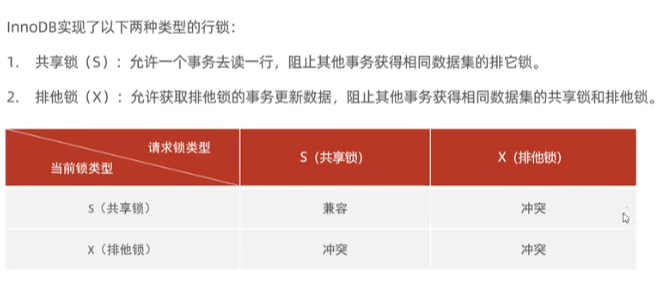 InnoDB实现了以下两种类型的行锁：
1. 共享锁（S）：允许一个事务去读一行，阻止其他事务获得相同数据集的排它锁。
2. 排他锁（X）：允许获取排他锁的事务更新数据，阻止其他事务获得相同数据集的共享锁和排他锁。
请求锁类型
当前锁类型
S（共享锁）
X（排他锁）
S（共享锁）
兼容
冲突
X（排他锁）
冲突
冲突